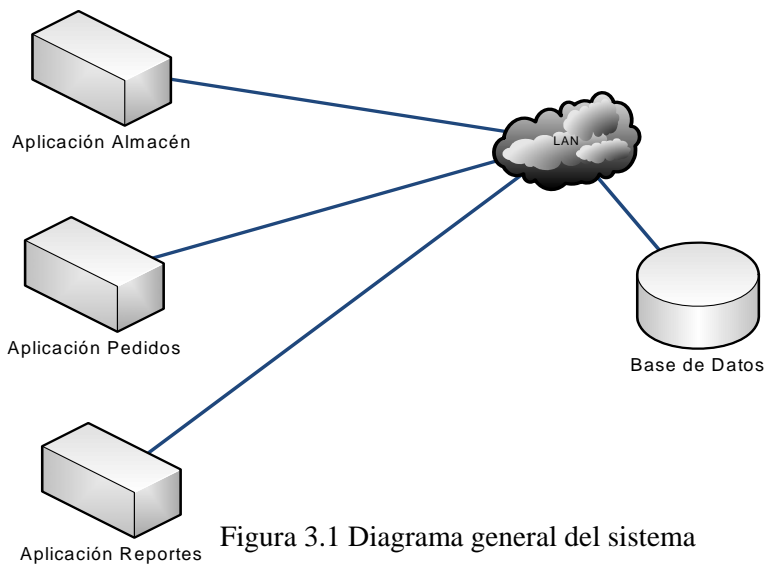 Aplicación Almacén
LAN
Aplicación Pedidos
Base de Datos
Aplicación Reportes
Figura 3.1 Diagrama general del sistema